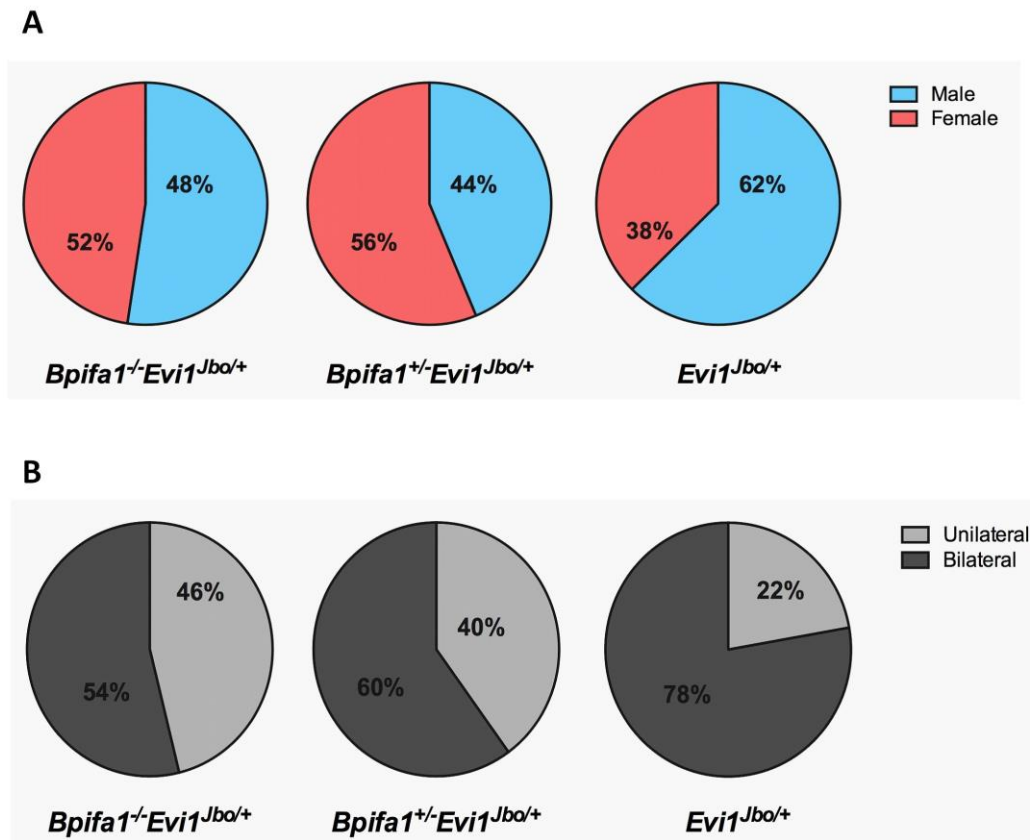 A
Male
Female
48%
52%
44%
56%
62%
38%
Bpifa1-/-Evi1Jbo/+
Bpifa1+/-Evi1Jbo/+
Evi1Jbo/+
B
Unilateral
Bilateral
46%
54%
40%
60%
22%
78%
Bpifa1-/-Evi1Jbo/+
Bpifa1+/-Evi1Jbo/+
Evi1Jbo/+